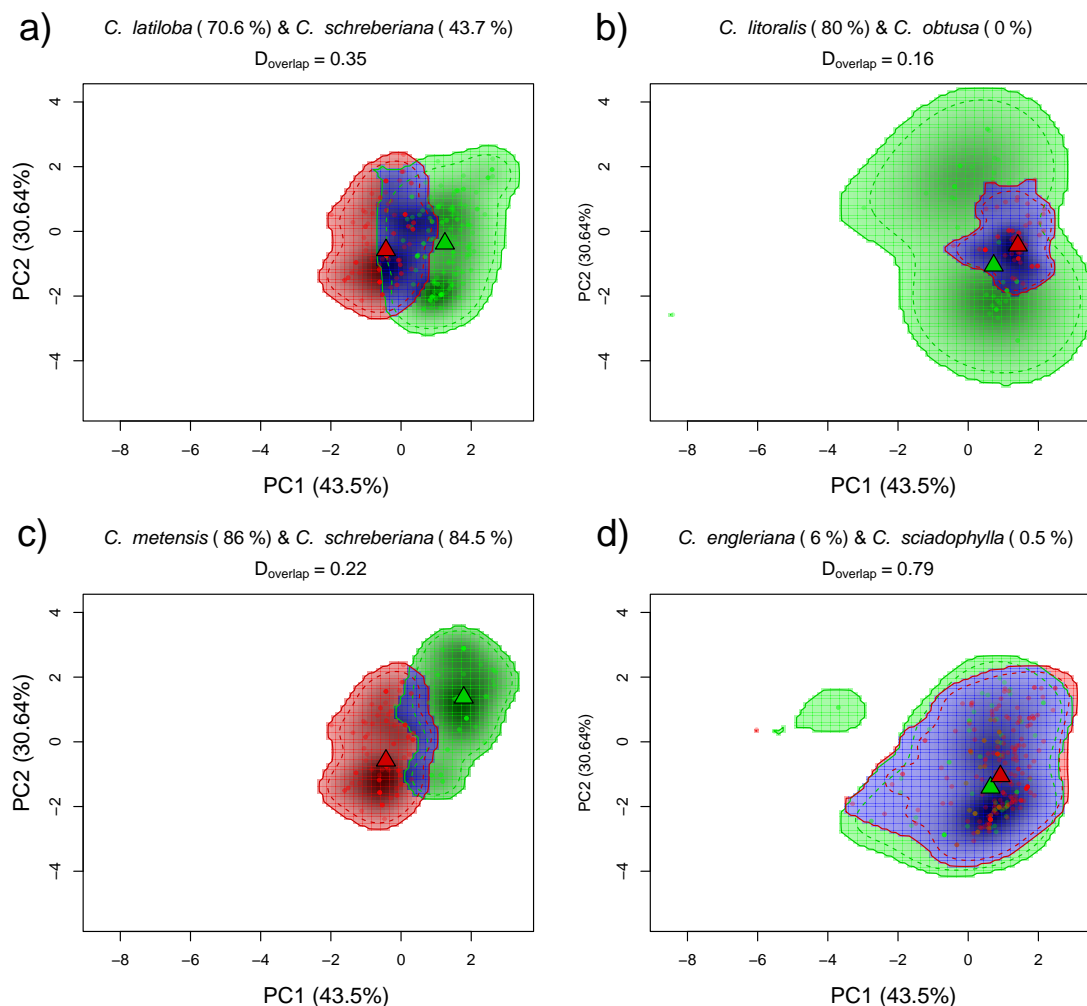 a)
C. latiloba ( 70.6 %) & C. schreberiana ( 43.7 %)
Doverlap = 0.35
PC2 (30.64%)
4
2
0
−2
−4
−8
−6
−4
−2
0
2
PC1 (43.5%)
b)
C. litoralis ( 80 %) & C. obtusa ( 0 %)
Doverlap = 0.16
PC2 (30.64%)
4
2
0
−2
−4
−8
−6
−4
−2
0
2
PC1 (43.5%)
c)
C. metensis ( 86 %) & C. schreberiana ( 84.5 %)
Doverlap = 0.22
PC2 (30.64%)
4
2
0
−2
−4
−8
−6
−4
−2
0
2
PC1 (43.5%)
d)
C. engleriana ( 6 %) & C. sciadophylla ( 0.5 %)
Doverlap = 0.79
PC2 (30.64%)
4
2
0
−2
−4
−8
−6
−4
−2
0
2
PC1 (43.5%)